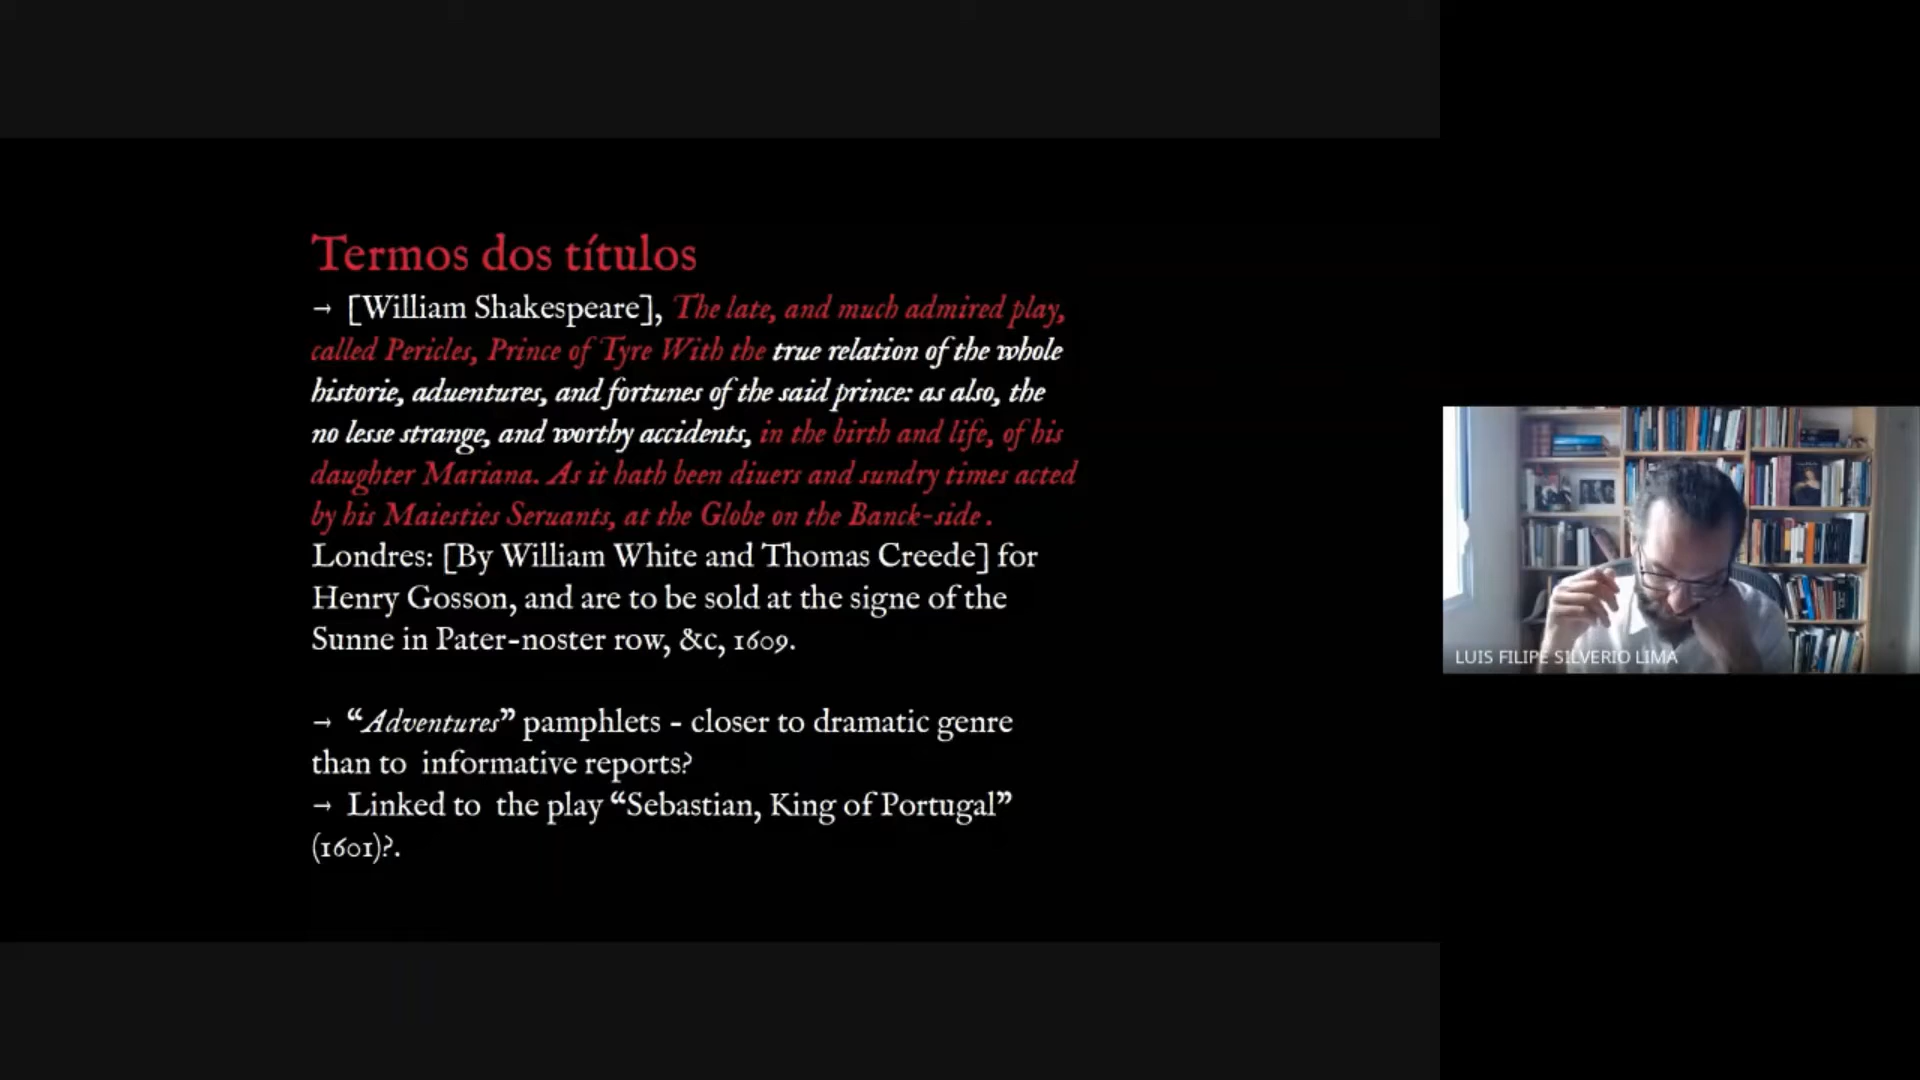 Termos dos títulos
→ [William Shakespeare], The late, and much admired play,
called Pericles, Prince of Tyre With the true relation of the whole
historie, aduentures, and fortunes of the said prince: as also, the
no lesse strange, and worthy accidents, in the birth and life, of his
daughter Mariana. As it hath been diuers and sundry times acted
by his Maiesties Seruants, at the Globe on the Banck-side.
Londres: [By William White and Thomas Creede] for
Henry Gosson, and are to be sold at the signe of the
Sunne in Pater-noster row, &c, 1609.
→ “Adventures” pamphlets - closer to dramatic genre
than to informative reports?
→ Linked to the play “Sebastian, King of Portugal”
(1601)?.
LUIS FILIPE SILVERIO LIMA